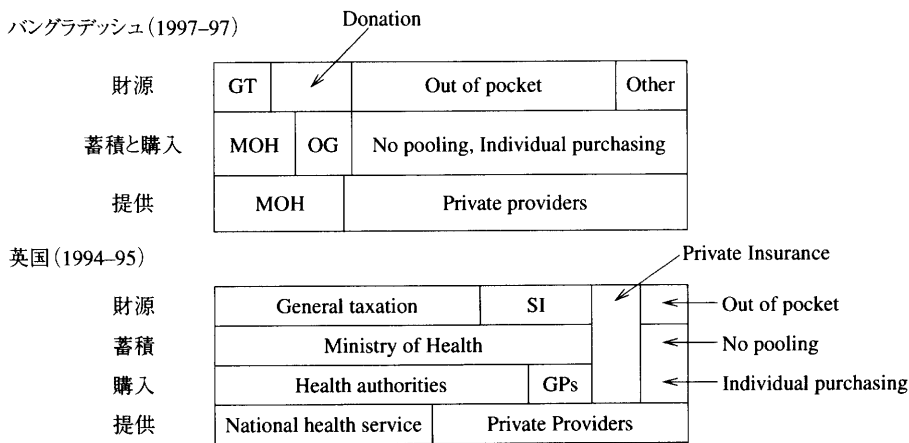 Donation
バングラデッシュ(1997–97)
財源 GT Out of pocket Other
蓄積と購入 MOH OG No pooling, Individual purchasing
提供 MOH Private providers
英国(1994–95)
Private Insurance
財源 General taxation SI Out of pocket
蓄積 Ministry of Health No pooling
購入 Health authorities GPs Individual purchasing
提供 National health service Private Providers